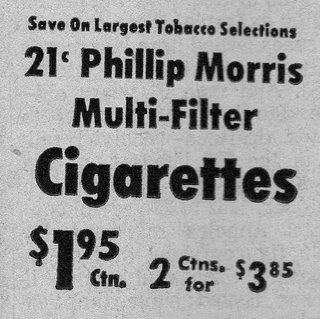 Save On Largest Tobacco Selections
21¢ Phillip Morris
Multi-Filter
Cigarettes
$1.95 Ctn. 2 Ctns. for $3.85